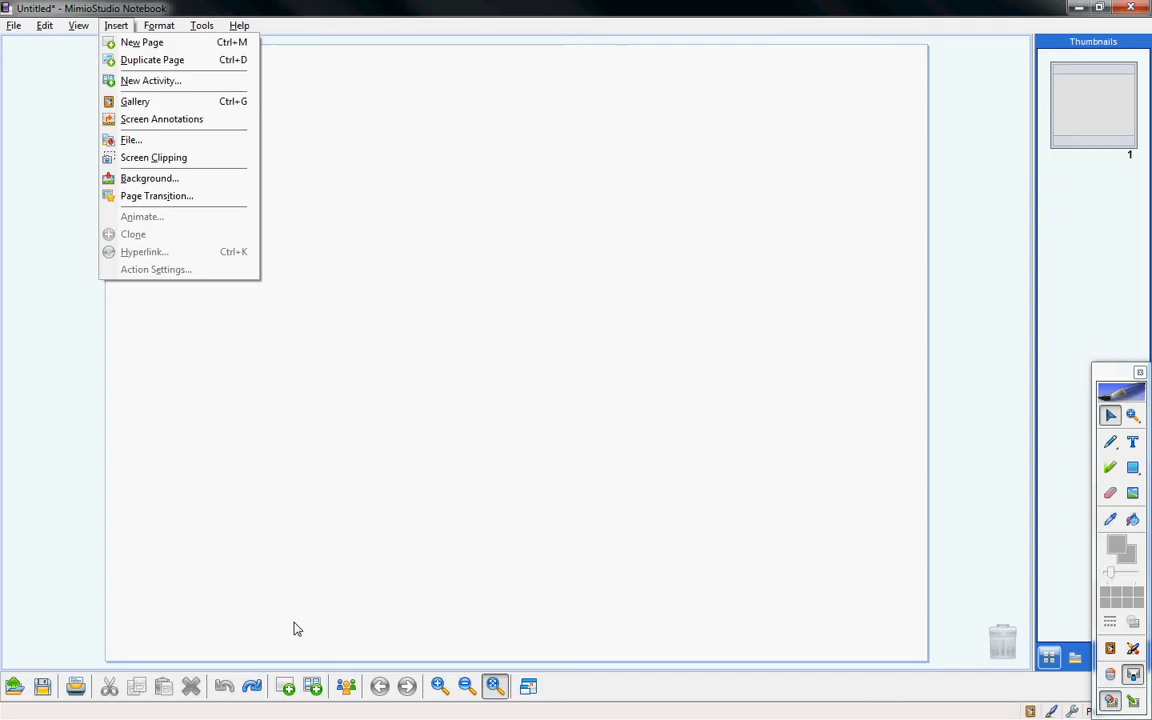 Untitled* - MimioStudio Notebook
File Edit View Insert Format Tools Help
New Page Ctrl+M
Duplicate Page Ctrl+D
New Activity...
Gallery Ctrl+G
Screen Annotations
File...
Screen Clipping
Background...
Page Transition...
Animate...
Clone
Hyperlink... Ctrl+K
Action Settings...
Thumbnails
1
T